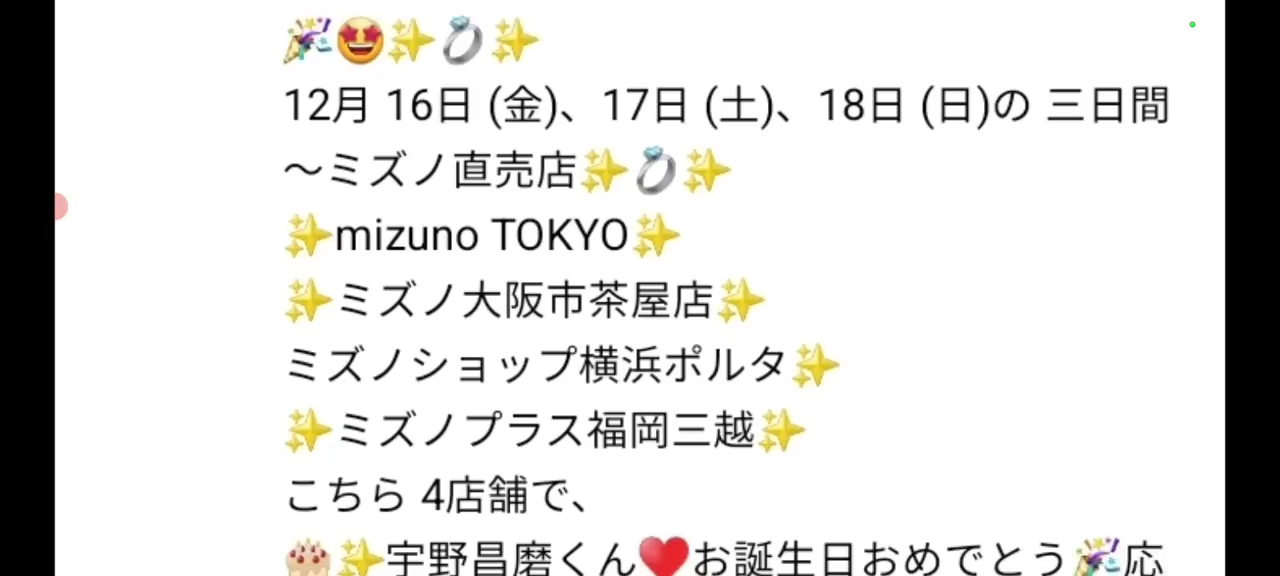 🎉🤩✨💍✨
12月 16日 (金)、17日 (土)、18日 (日)の 三日間
〜ミズノ直売店✨💍✨
✨mizuno TOKYO✨
✨ミズノ大阪市茶屋店✨
ミズノショップ横浜ポルタ✨
✨ミズノプラス福岡三越✨
こちら 4店舗で、
🎂✨宇野昌磨くん♥️お誕生日おめでとう🎉応